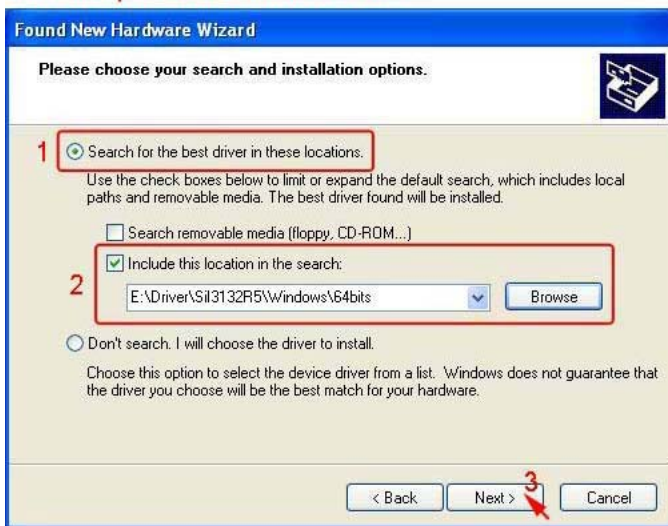 Found New Hardware Wizard
Please choose your search and installation options.
1
Search for the best driver in these locations.
Use the check boxes below to limit or expand the default search, which includes local
paths and removable media. The best driver found will be installed.
Search removable media (floppy, CD-ROM...)
2
Include this location in the search:
E:\Driver\SiI3132R5\Windows\64bits
Browse
Don't search. I will choose the driver to install.
Choose this option to select the device driver from a list. Windows does not guarantee that
the driver you choose will be the best match for your hardware.
3
< Back Next > Cancel